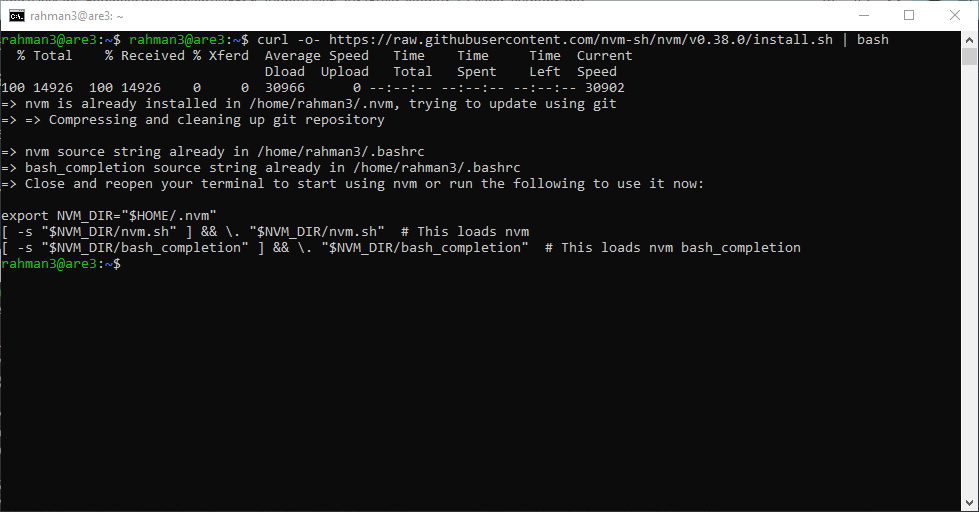 rahman3@are3: ~
rahman3@are3:~$ rahman3@are3:~$ curl -o- https://raw.githubusercontent.com/nvm-sh/nvm/v0.38.0/install.sh | bash
  % Total    % Received % Xferd  Average Speed   Time    Time     Time  Current
                                 Dload  Upload   Total   Spent    Left  Speed
100 14926  100 14926    0     0  30966      0 --:--:-- --:--:-- --:--:-- 30902
=> nvm is already installed in /home/rahman3/.nvm, trying to update using git
=> => Compressing and cleaning up git repository

=> nvm source string already in /home/rahman3/.bashrc
=> bash_completion source string already in /home/rahman3/.bashrc
=> Close and reopen your terminal to start using nvm or run the following to use it now:

export NVM_DIR="$HOME/.nvm"
[ -s "$NVM_DIR/nvm.sh" ] && \. "$NVM_DIR/nvm.sh"  # This loads nvm
[ -s "$NVM_DIR/bash_completion" ] && \. "$NVM_DIR/bash_completion"  # This loads nvm bash_completion
rahman3@are3:~$